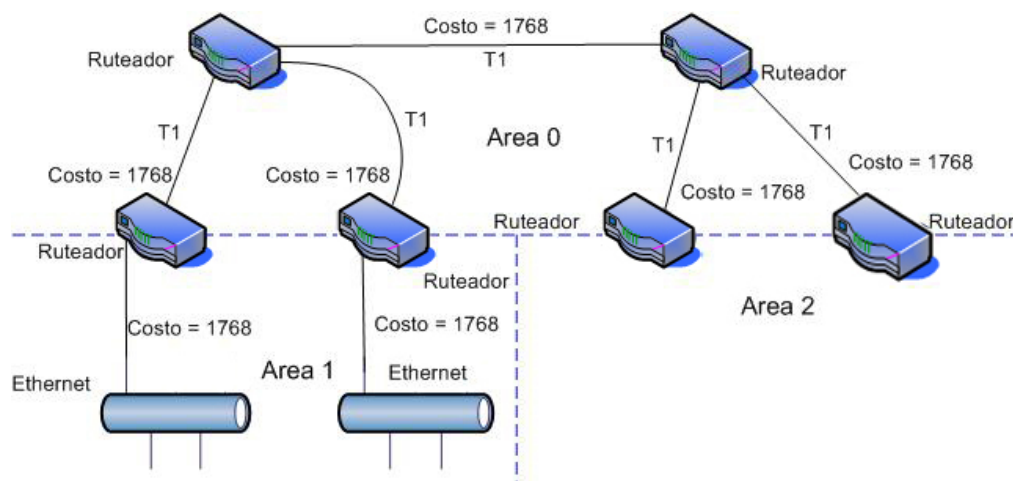 Costo = 1768
T1
Ruteador
Ruteador
T1
T1
Area 0
T1
T1
Costo = 1768
Costo = 1768
Costo = 1768
Costo = 1768
Ruteador
Ruteador
Ruteador
Ruteador
Area 2
Costo = 1768
Costo = 1768
Ethernet
Area 1
Ethernet